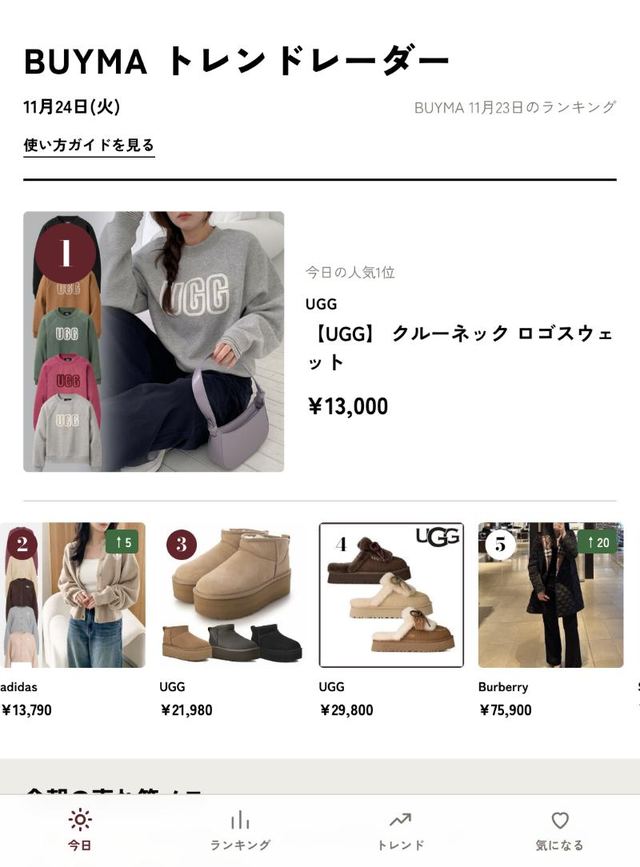 BUYMA トレンドレーダー
11月24日(火)
BUYMA 11月23日のランキング
使い方ガイドを見る
1
UGG
UGG
UGG
UGG
UGG
今日の人気1位
UGG
【UGG】 クルーネック ロゴスウェ
ット
¥13,000
2
↑5
3
4
UGG
5
↑20
adidas
¥13,790
UGG
¥21,980
UGG
¥29,800
Burberry
¥75,900
今日
ランキング
トレンド
気になる